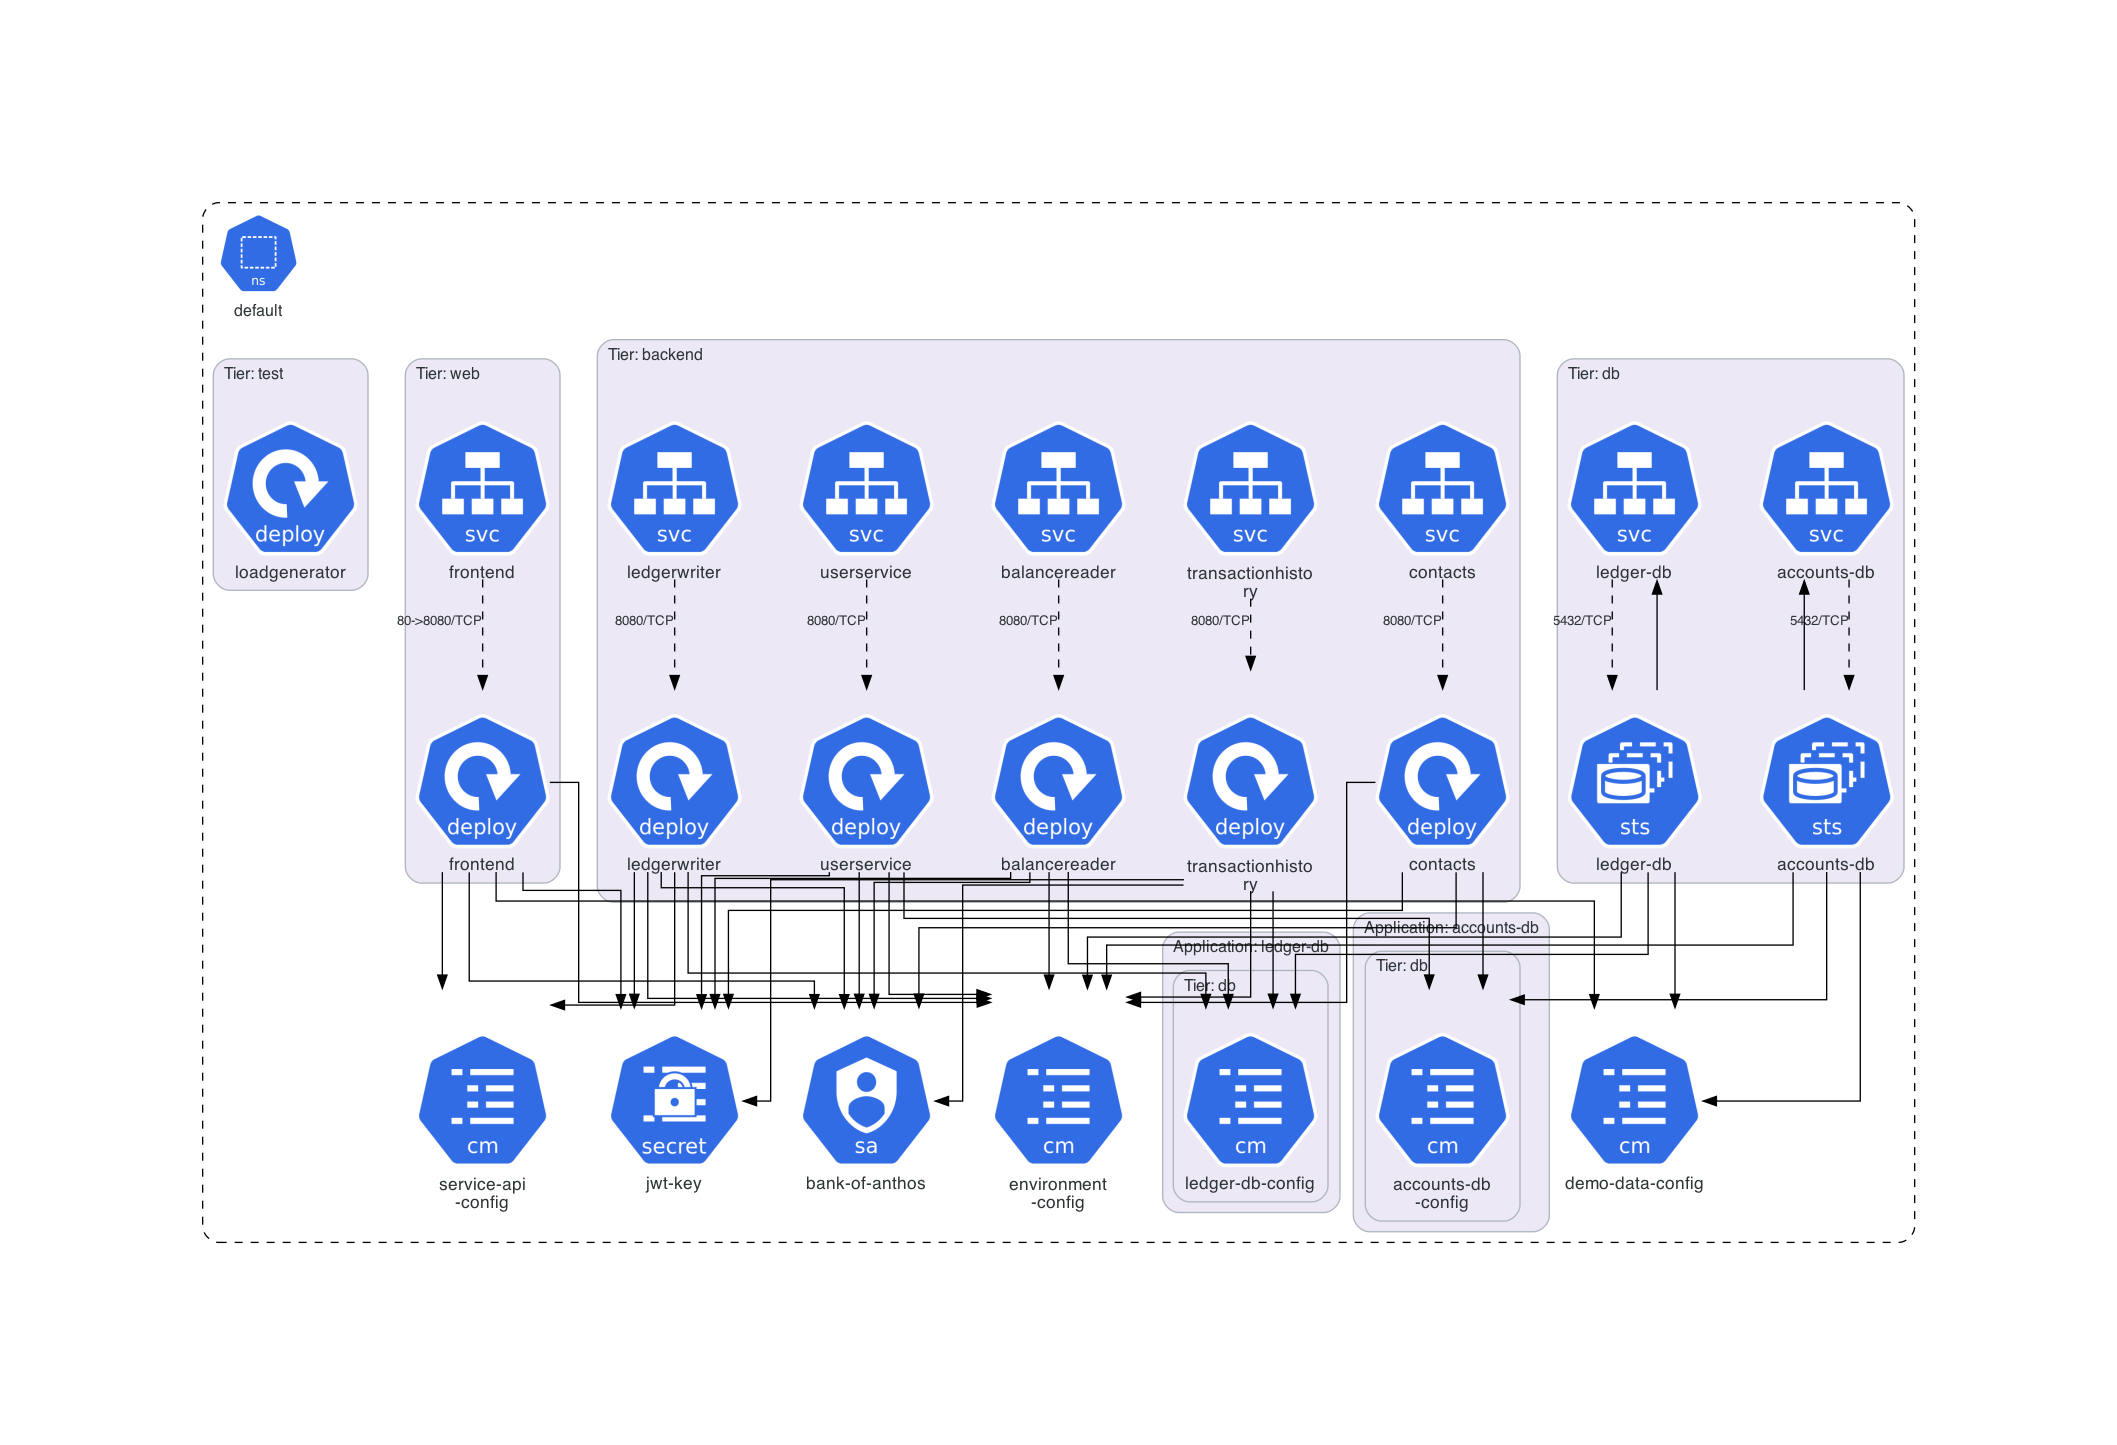 ns
default
Tier: test
Tier: web
Tier: backend
Tier: db
deploy
svc
svc
svc
svc
svc
svc
svc
svc
loadgenerator
frontend
ledgerwriter
userservice
balancereader
transactionhisto
ry
contacts
ledger-db
accounts-db
80->8080/TCP
8080/TCP
8080/TCP
8080/TCP
8080/TCP
8080/TCP
5432/TCP
5432/TCP
deploy
deploy
deploy
deploy
deploy
deploy
sts
sts
frontend
ledgerwriter
userservice
balancereader
transactionhisto
ry
contacts
ledger-db
accounts-db
Application: ledger-db
Tier: db
Application: accounts-db
Tier: db
cm
secret
sa
cm
cm
cm
cm
service-api
-config
jwt-key
bank-of-anthos
environment
-config
ledger-db-config
accounts-db
-config
demo-data-config